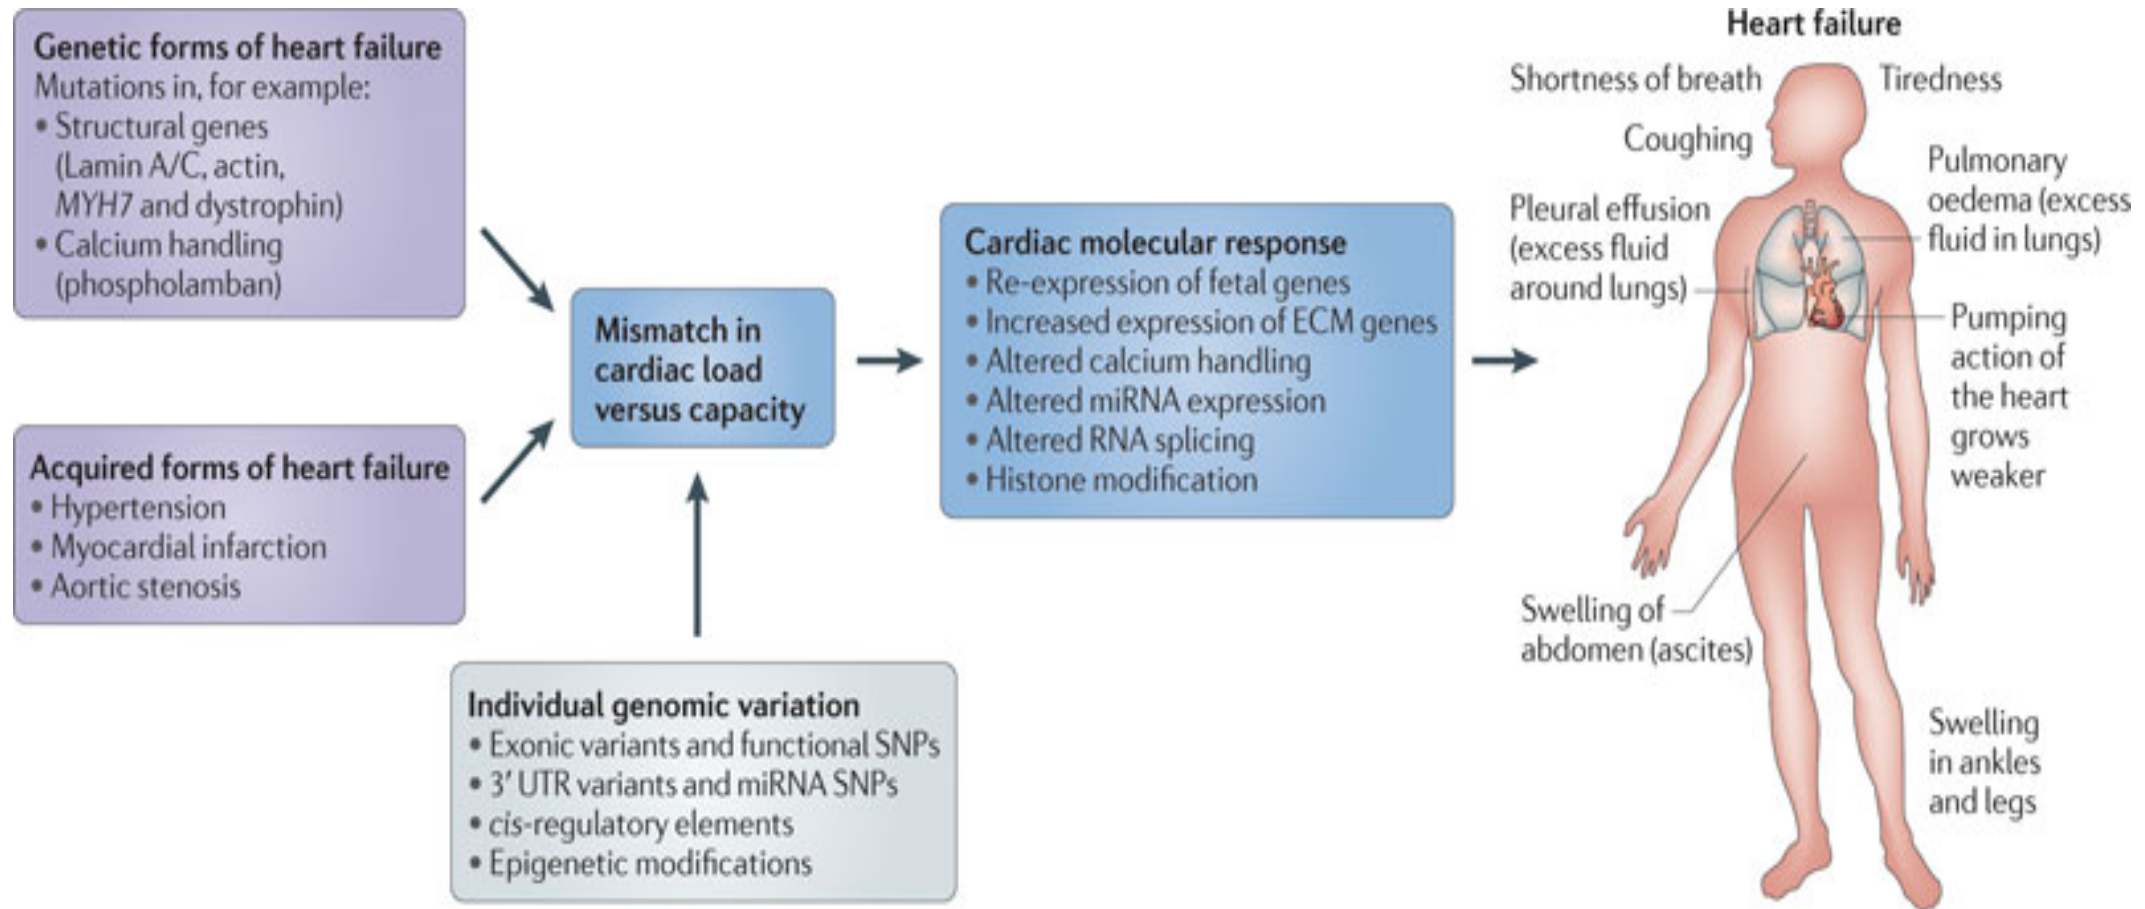 Genetic forms of heart failure
Mutations in, for example:
• Structural genes
(Lamin A/C, actin,
MYH7 and dystrophin)
• Calcium handling
(phospholamban)
Acquired forms of heart failure
• Hypertension
• Myocardial infarction
• Aortic stenosis
Mismatch in
cardiac load
versus capacity
Individual genomic variation
• Exonic variants and functional SNPs
• 3′ UTR variants and miRNA SNPs
• cis-regulatory elements
• Epigenetic modifications
Cardiac molecular response
• Re-expression of fetal genes
• Increased expression of ECM genes
• Altered calcium handling
• Altered miRNA expression
• Altered RNA splicing
• Histone modification
Heart failure
Shortness of breath
Tiredness
Coughing
Pulmonary
oedema (excess
fluid in lungs)
Pleural effusion
(excess fluid
around lungs)
Pumping
action of
the heart
grows
weaker
Swelling of
abdomen (ascites)
Swelling
in ankles
and legs